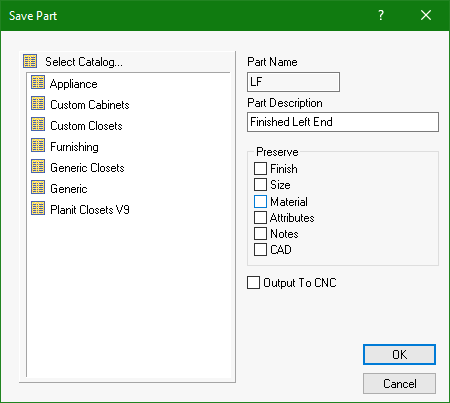 Save Part
?
Select Catalog...
Appliance
Custom Cabinets
Custom Closets
Furnishing
Generic Closets
Generic
Planit Closets V9
Part Name
LF
Part Description
Finished Left End
Preserve
Finish
Size
Material
Attributes
Notes
CAD
Output To CNC
OK
Cancel